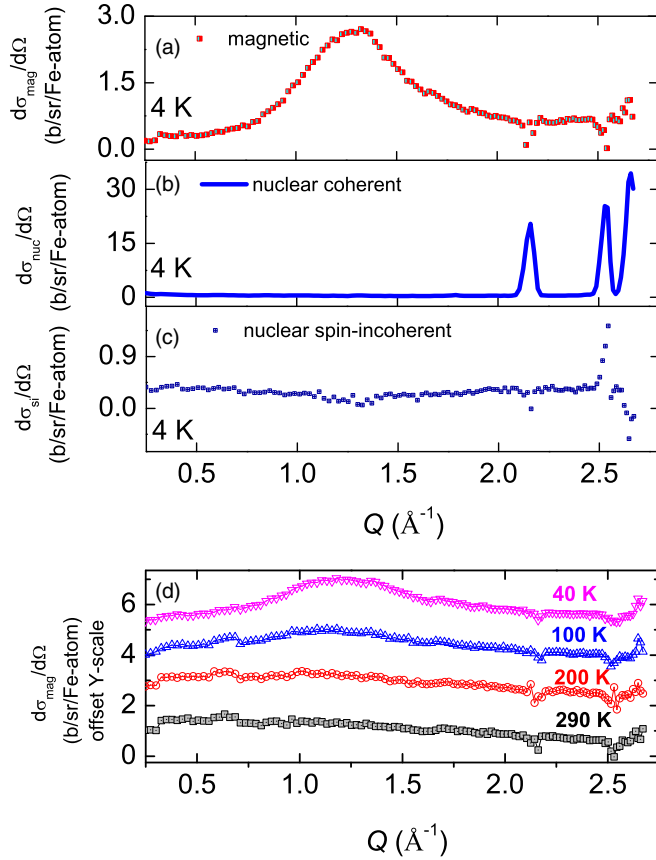 dσmag/dΩ
(b/sr/Fe-atom)
3.0
1.5
0.0
(a)
magnetic
4 K
dσnuc/dΩ
(b/sr/Fe-atom)
30
15
0
(b)
nuclear coherent
4 K
dσsi/dΩ
(b/sr/Fe-atom)
0.9
0.0
(c)
nuclear spin-incoherent
4 K
0.5 1.0 1.5 2.0 2.5
Q (Å⁻¹)
dσmag/dΩ
(b/sr/Fe-atom)
offset Y-scale
6
4
2
0
(d)
40 K
100 K
200 K
290 K
0.5 1.0 1.5 2.0 2.5
Q (Å⁻¹)